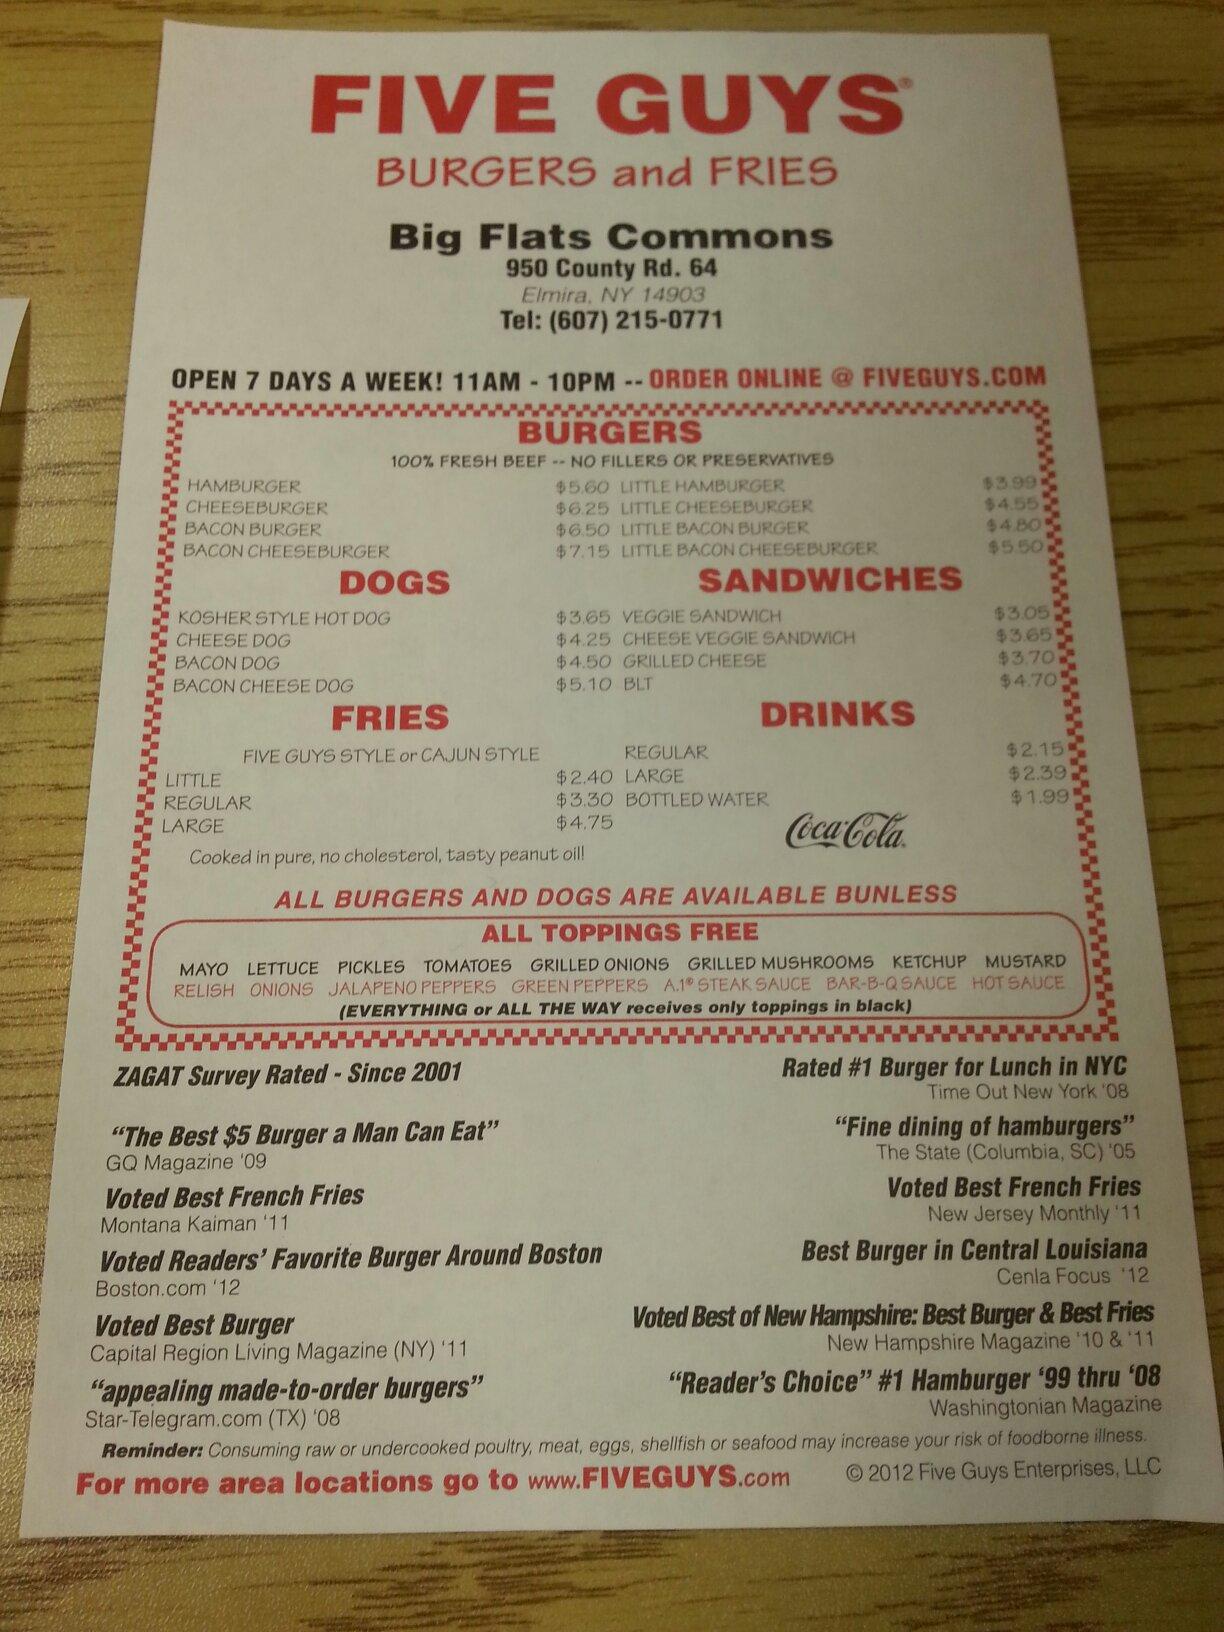 FIVE GUYS®
BURGERS and FRIES
Big Flats Commons
950 County Rd. 64
Elmira, NY 14903
Tel: (607) 215-0771
OPEN 7 DAYS A WEEK! 11AM - 10PM -- ORDER ONLINE @ FIVEGUYS.COM
BURGERS
100% FRESH BEEF -- NO FILLERS OR PRESERVATIVES
HAMBURGER $5.60 LITTLE HAMBURGER $3.99
CHEESEBURGER $6.25 LITTLE CHEESEBURGER $4.55
BACON BURGER $6.50 LITTLE BACON BURGER $4.80
BACON CHEESEBURGER $7.15 LITTLE BACON CHEESEBURGER $5.50
DOGS SANDWICHES
KOSHER STYLE HOT DOG $3.65 VEGGIE SANDWICH $3.05
CHEESE DOG $4.25 CHEESE VEGGIE SANDWICH $3.65
BACON DOG $4.50 GRILLED CHEESE $3.70
BACON CHEESE DOG $5.10 BLT $4.70
FRIES DRINKS
FIVE GUYS STYLE or CAJUN STYLE REGULAR $2.15
LITTLE $2.40 LARGE $2.39
REGULAR $3.30 BOTTLED WATER $1.99
LARGE $4.75
Coca-Cola
Cooked in pure, no cholesterol, tasty peanut oil!
ALL BURGERS AND DOGS ARE AVAILABLE BUNLESS
ALL TOPPINGS FREE
MAYO LETTUCE PICKLES TOMATOES GRILLED ONIONS GRILLED MUSHROOMS KETCHUP MUSTARD
RELISH ONIONS JALAPENO PEPPERS GREEN PEPPERS A.1® STEAK SAUCE BAR-B-Q SAUCE HOT SAUCE
(EVERYTHING or ALL THE WAY receives only toppings in black)
ZAGAT Survey Rated - Since 2001
Rated #1 Burger for Lunch in NYC
Time Out New York '08
"The Best $5 Burger a Man Can Eat"
GQ Magazine '09
"Fine dining of hamburgers"
The State (Columbia, SC) '05
Voted Best French Fries
Montana Kaiman '11
Voted Best French Fries
New Jersey Monthly '11
Voted Readers' Favorite Burger Around Boston
Boston.com '12
Best Burger in Central Louisiana
Cenla Focus '12
Voted Best Burger
Capital Region Living Magazine (NY) '11
Voted Best of New Hampshire: Best Burger & Best Fries
New Hampshire Magazine '10 & '11
"appealing made-to-order burgers"
Star-Telegram.com (TX) '08
"Reader's Choice" #1 Hamburger '99 thru '08
Washingtonian Magazine
Reminder: Consuming raw or undercooked poultry, meat, eggs, shellfish or seafood may increase your risk of foodborne illness.
For more area locations go to www.FIVEGUYS.com
© 2012 Five Guys Enterprises, LLC